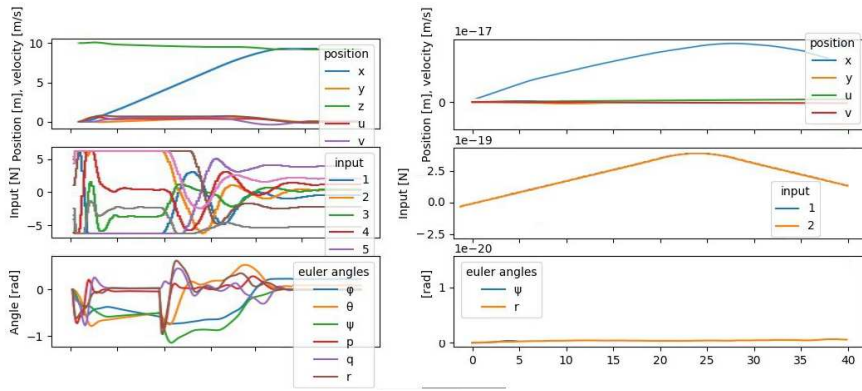 Position [m], velocity [m/s]
10
5
0
position
x
y
z
u
v
Input [N]
5
0
−5
input
1
2
3
4
5
Angle [rad]
0
−1
euler angles
φ
θ
ψ
p
q
r
Position [m], velocity [m/s]
1e−17
0
position
x
y
u
v
Input [N]
1e−19
2.5
0.0
−2.5
input
1
2
[rad]
1e−20
1
0
euler angles
ψ
r
0 5 10 15 20 25 30 35 40